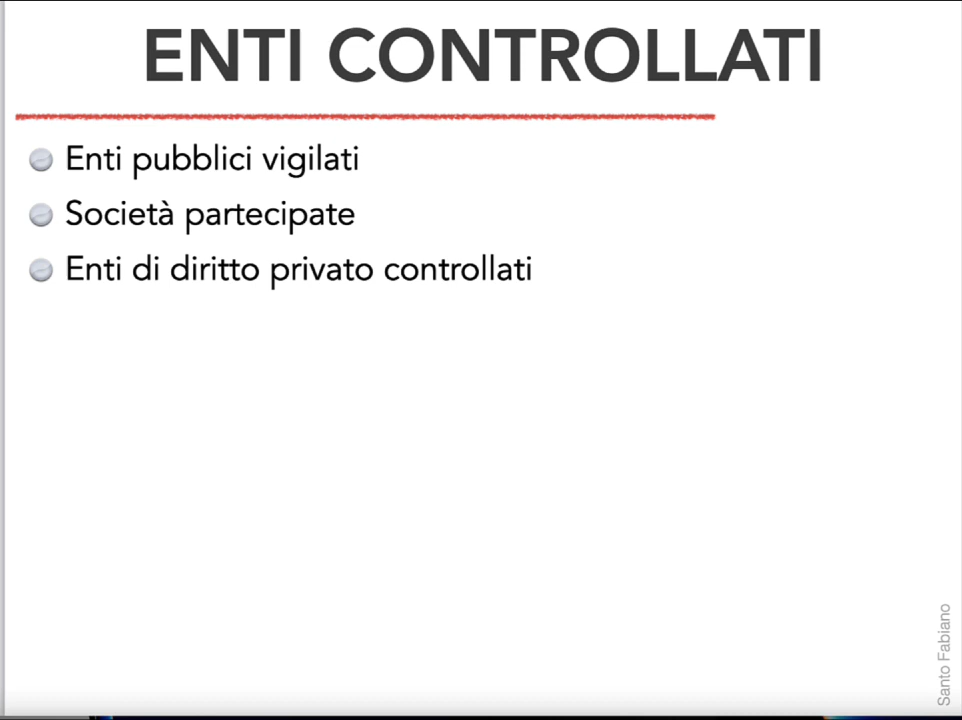 ENTI CONTROLLATI
Enti pubblici vigilati
Società partecipate
Enti di diritto privato controllati
Santo Fabiano